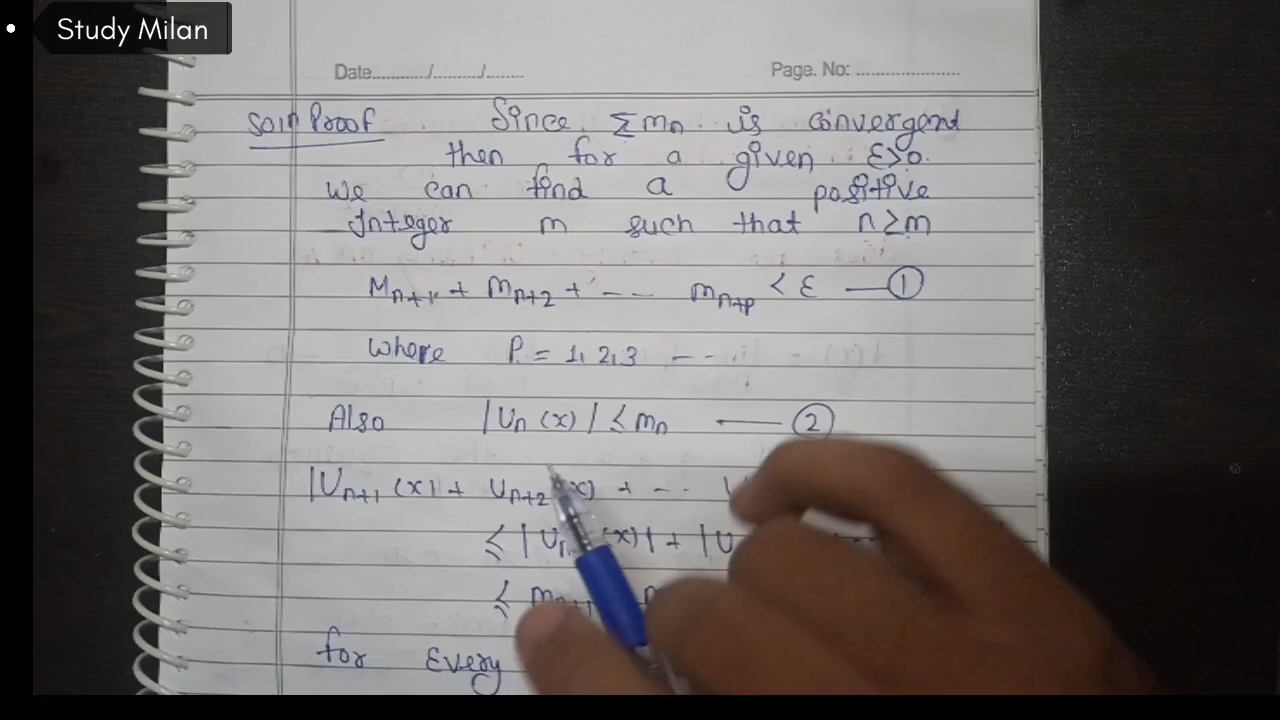 Study Milan
Date............/.........../.........
Page. No: ......................
Soln Proof Since Σmn is convergent
then for a given ε>0.
we can find a positive
Integer m such that n≥m
Mn+1 + mn+2 + --- mn+p < ε —①
where P = 1, 2, 3 ---
Also |Un (x)| ≤ mn —②
|Un+1 (x) + Un+2 (x) + ---
≤ |U (x)| + |U
≤ mn+1
for Every